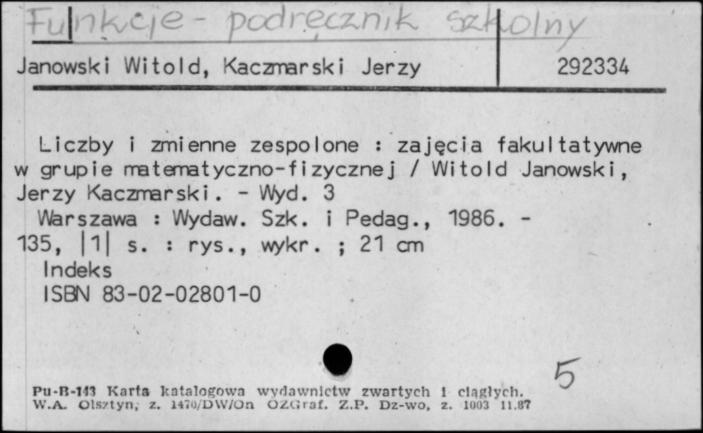 Funkcje - podręcznik szkolny
Janowski Witold, Kaczmarski Jerzy 292334
Liczby i zmienne zespolone : zajęcia fakultatywne
w grupie matematyczno-fizycznej / Witold Janowski,
Jerzy Kaczmarski. - Wyd. 3
Warszawa : Wydaw. Szk. i Pedag., 1986. -
135, |1| s. : rys., wykr. ; 21 cm
Indeks
ISBN 83-02-02801-0
5
Pu-B-143 Karta katalogowa wydawnictw zwartych i ciągłych.
W.A. Olsztyn, z. 1470/DW/On OZGraf. Z.P. Dz-wo, z. 1003 11.87